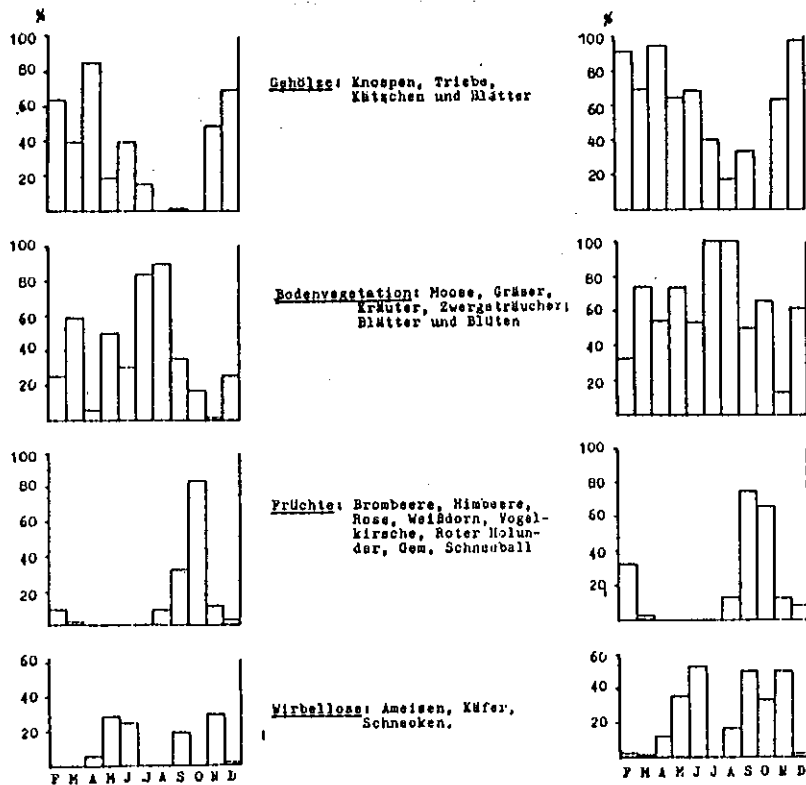 % %
100 100
80 80
60 60
40 40
20 20
Gehölze: Knospen, Triebe,
Kätzchen und Blätter
100 100
80 80
60 60
40 40
20 20
Bodenvegetation: Moose, Gräser,
Kräuter, Zwergsträucher;
Blätter und Blüten
100 100
80 80
60 60
40 40
20 20
Früchte: Brombeere, Himbeere,
Rose, Weißdorn, Vogel-
kirsche, Roter Holun-
der, Gem. Schneeball
60 60
40 40
20 20
Wirbellose: Ameisen, Käfer,
Schnecken.
F M A M J J A S O N D F M A M J J A S O N D